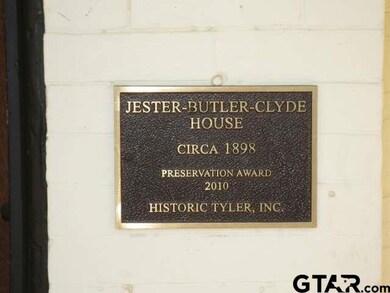 JESTER-BUTLER-CLYDE
HOUSE
CIRCA 1898
PRESERVATION AWARD
2010
HISTORIC TYLER, INC.
GTAR.com